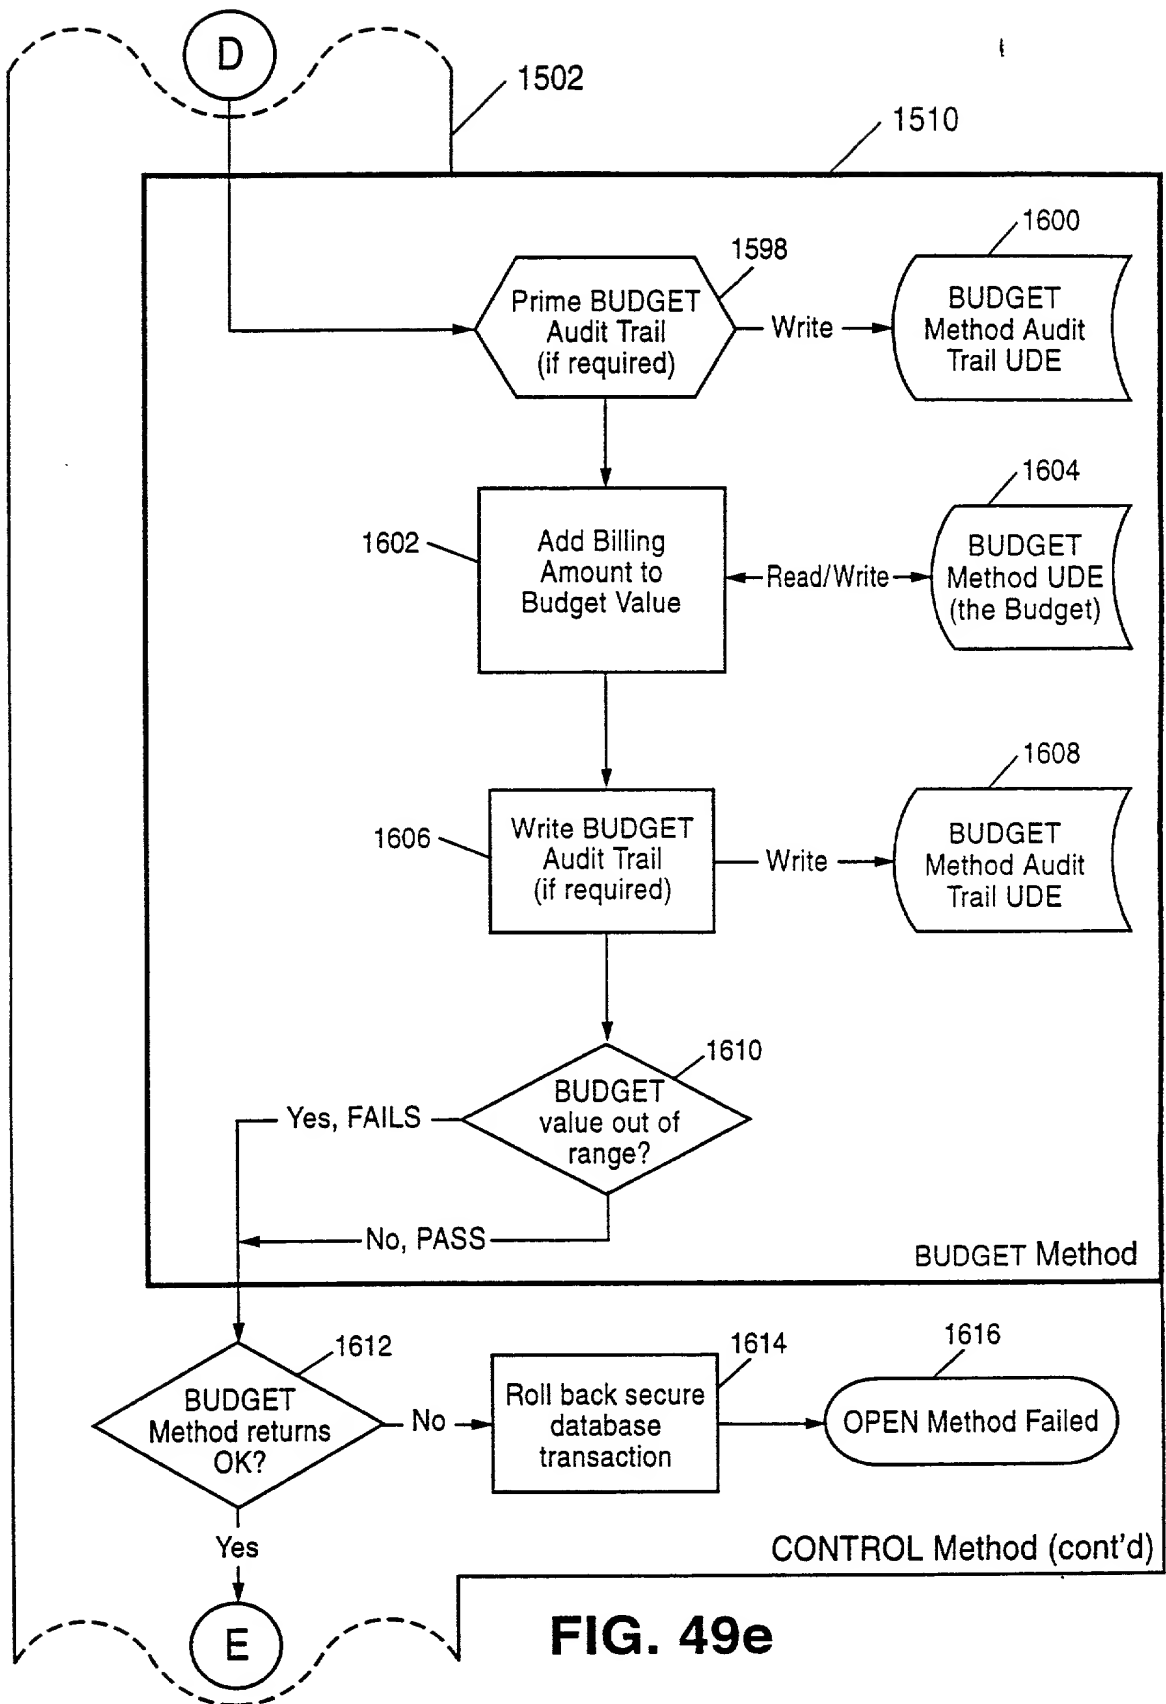 D
1502
1510
1600
1598
Prime BUDGET
Audit Trail
(if required)
Write
BUDGET
Method Audit
Trail UDE
1604
1602
Add Billing
Amount to
Budget Value
Read/Write
BUDGET
Method UDE
(the Budget)
1608
1606
Write BUDGET
Audit Trail
(if required)
Write
BUDGET
Method Audit
Trail UDE
1610
BUDGET
value out of
range?
Yes, FAILS
No, PASS
BUDGET Method
1612
BUDGET
Method returns
OK?
No
1614
Roll back secure
database
transaction
1616
OPEN Method Failed
Yes
CONTROL Method (cont'd)
E
FIG. 49e